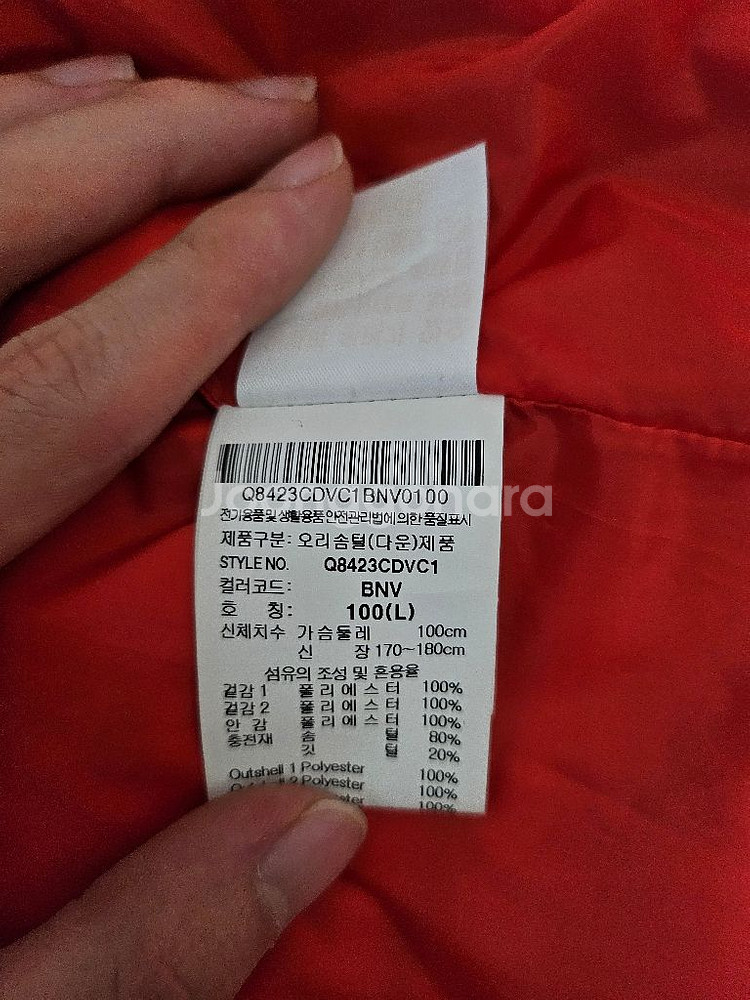 Q8423CDVC1BNV0100
전기용품및생활용품안전관리법에의한 품질표시
제품구분: 오리솜털(다운)제품
STYLE NO. Q8423CDVC1
컬러코드: BNV
호 칭: 100(L)
신체치수 가슴둘레 100cm
신 장 170~180cm
섬유의 조성 및 혼용율
겉감 1 폴리에스터 100%
겉감 2 폴리에스터 100%
안 감 폴리에스터 100%
충전재 솜 털 80%
깃 털 20%
Outshell 1 Polyester 100%
2 Polyester 100%
100%